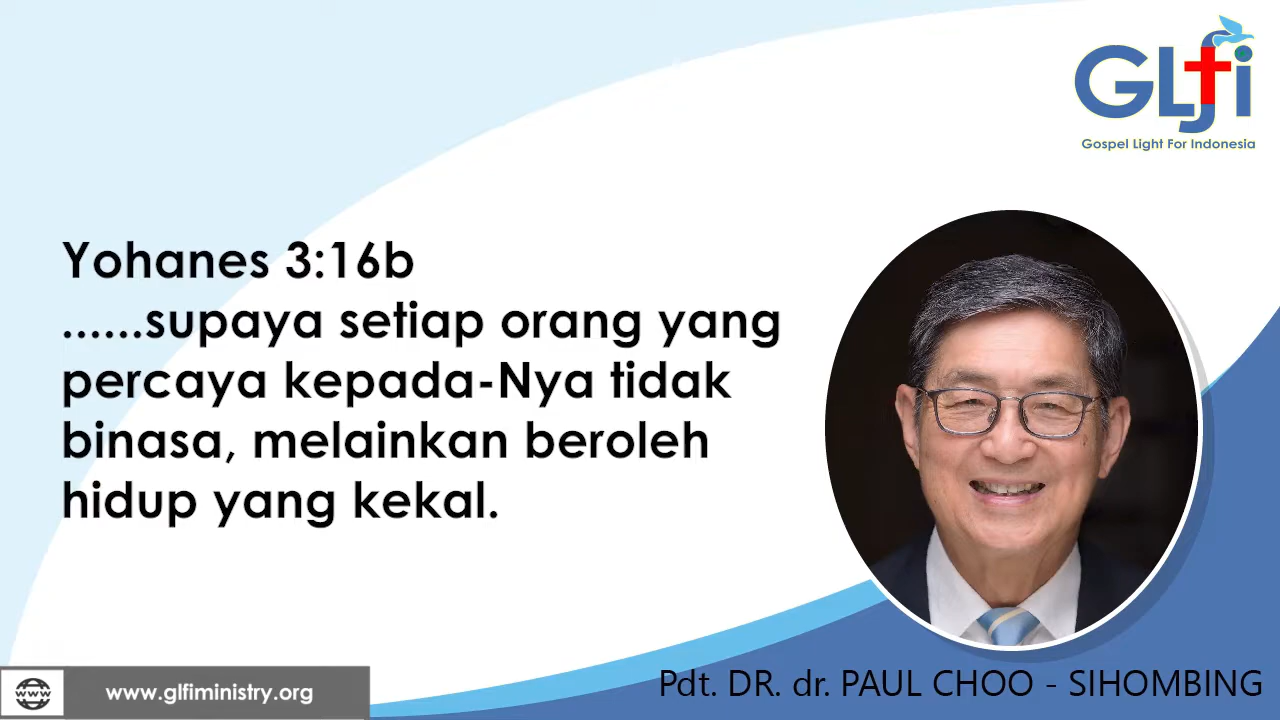 GLfi
Gospel Light For Indonesia
Yohanes 3:16b
......supaya setiap orang yang
percaya kepada-Nya tidak
binasa, melainkan beroleh
hidup yang kekal.
www
www.glfiministry.org
Pdt. DR. dr. PAUL CHOO - SIHOMBING